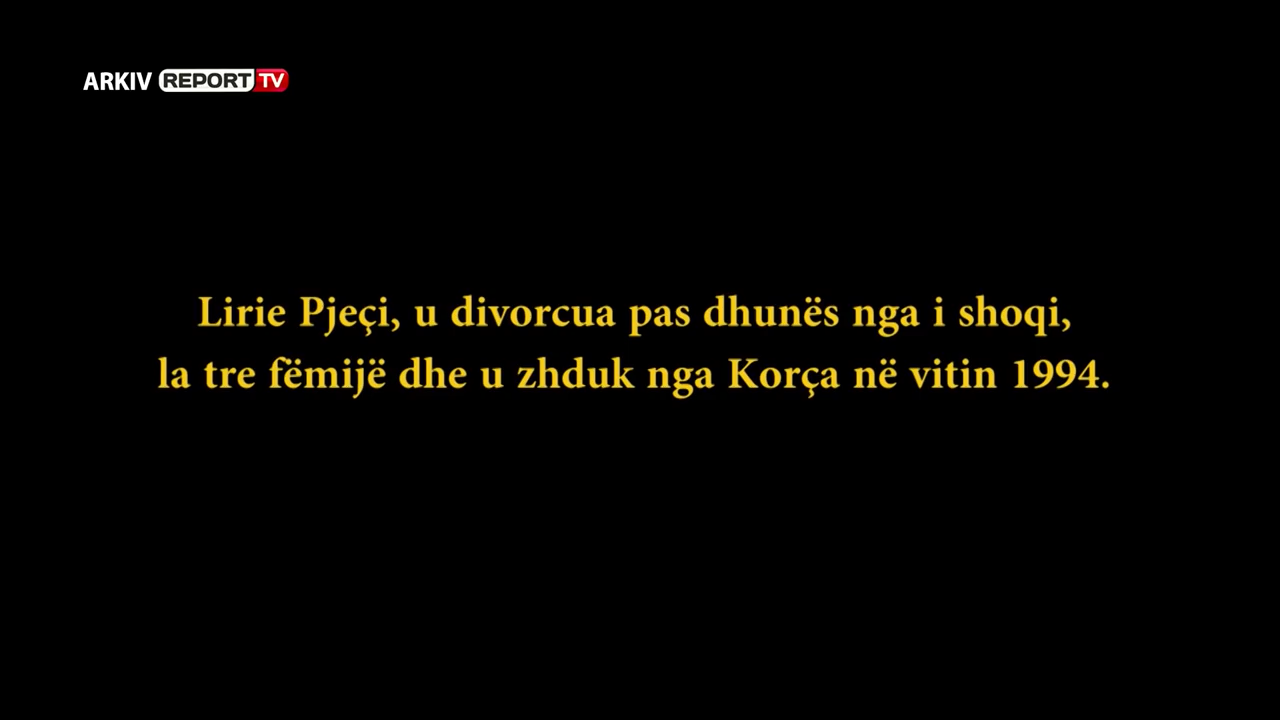 ARKIV REPORT TV
Lirie Pjeçi, u divorcua pas dhunës nga i shoqi,
la tre fëmijë dhe u zhduk nga Korça në vitin 1994.